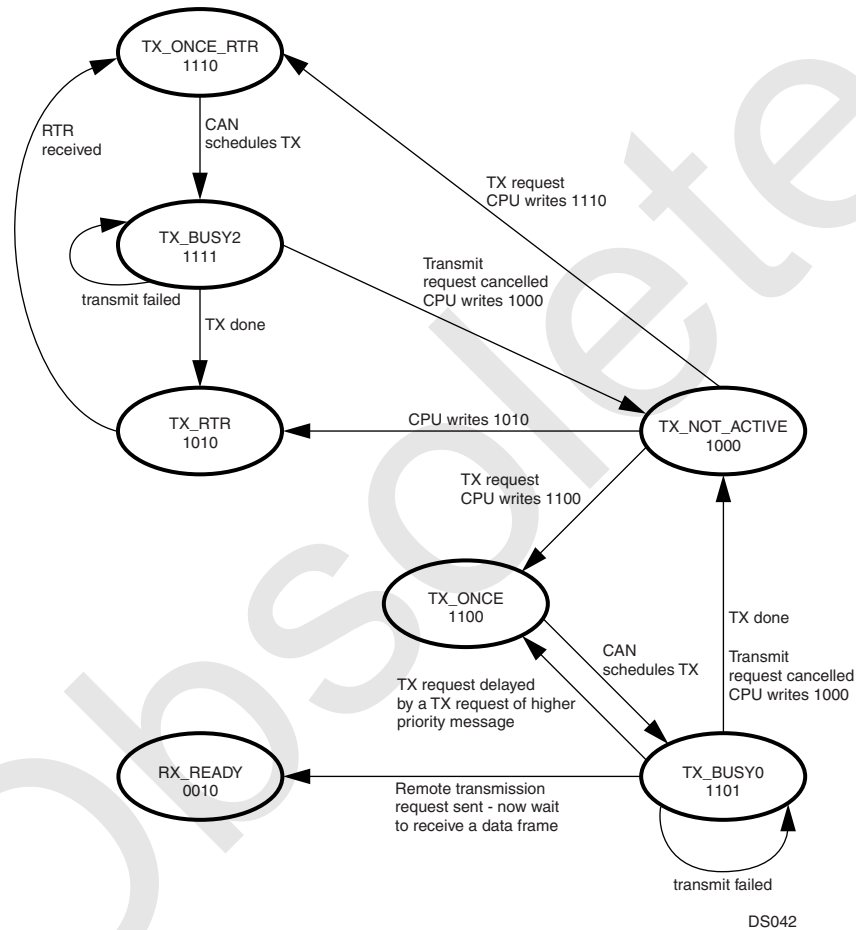 TX_ONCE_RTR
1110
RTR
received
CAN
schedules TX
TX request
CPU writes 1110
TX_BUSY2
1111
transmit failed
Transmit
request cancelled
CPU writes 1000
TX done
TX_RTR
1010
CPU writes 1010
TX_NOT_ACTIVE
1000
TX request
CPU writes 1100
TX_ONCE
1100
CAN
schedules TX
TX done
Transmit
request cancelled
CPU writes 1000
TX request delayed
by a TX request of higher
priority message
RX_READY
0010
Remote transmission
request sent - now wait
to receive a data frame
TX_BUSY0
1101
transmit failed
DS042
Obsolete